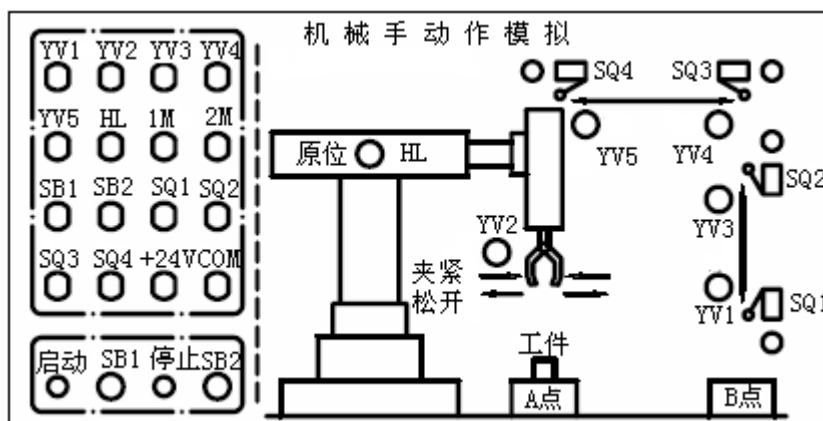 机械手动作模拟
YV1 YV2 YV3 YV4
YV5 HL 1M 2M
SB1 SB2 SQ1 SQ2
SQ3 SQ4 +24V COM
启动 SB1 停止 SB2
SQ4 SQ3
YV5 YV4
原位 HL
SQ2
YV3
YV2
夹紧
松开
YV1 SQ1
工件
A点 B点